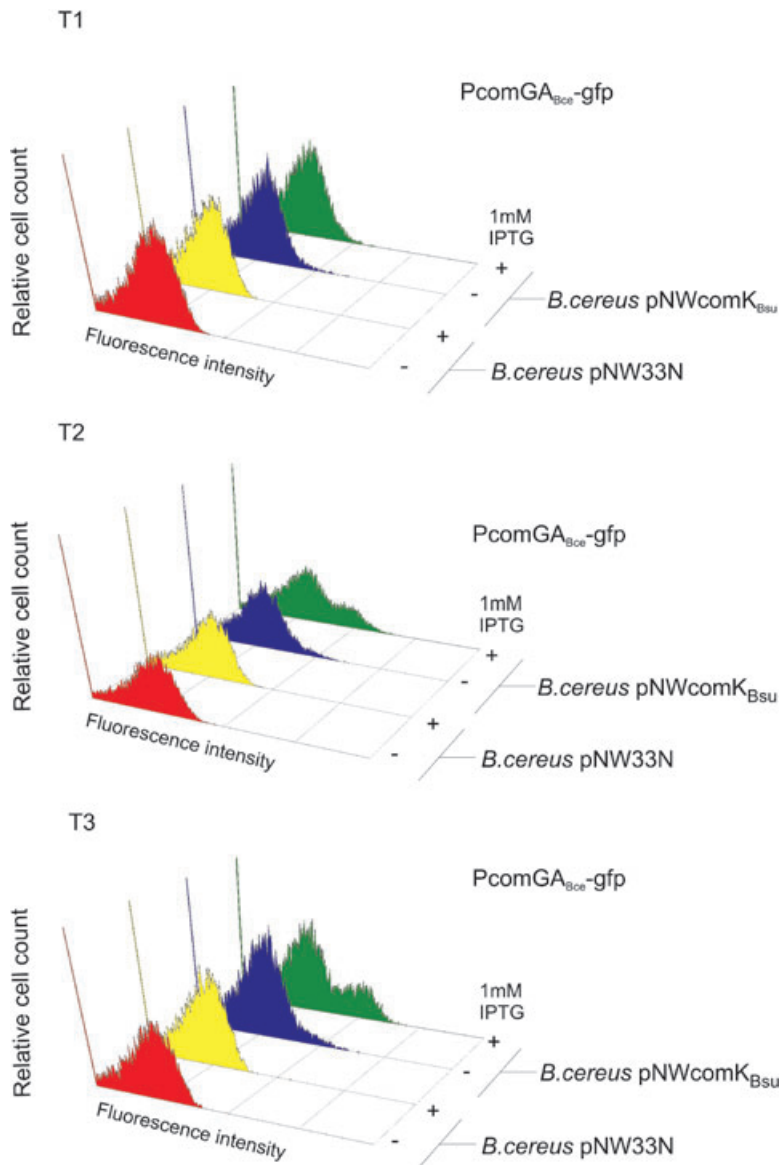 T1
PcomGA_Bce-gfp
Relative cell count
1mM
IPTG
+
-
B.cereus pNWcomK_Bsu
+
-
B.cereus pNW33N
Fluorescence intensity
T2
PcomGA_Bce-gfp
Relative cell count
1mM
IPTG
+
-
B.cereus pNWcomK_Bsu
+
-
B.cereus pNW33N
Fluorescence intensity
T3
PcomGA_Bce-gfp
Relative cell count
1mM
IPTG
+
-
B.cereus pNWcomK_Bsu
+
-
B.cereus pNW33N
Fluorescence intensity